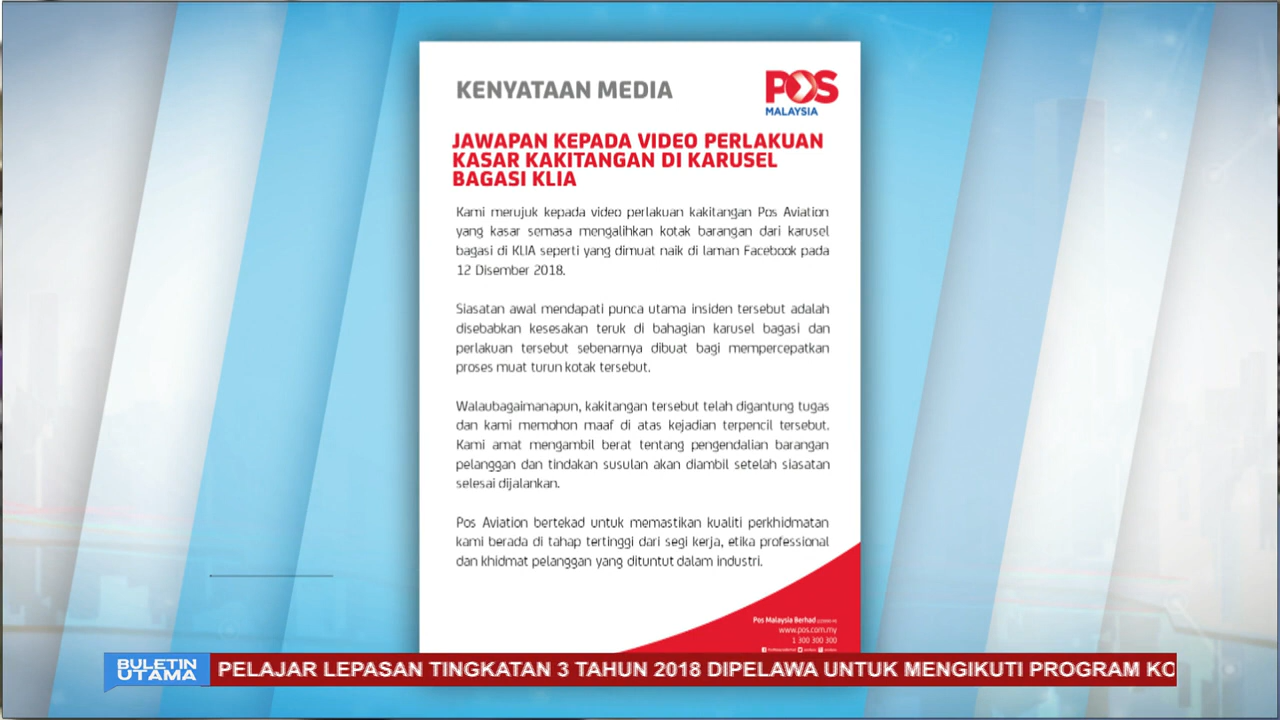 KENYATAAN MEDIA
POS
MALAYSIA
JAWAPAN KEPADA VIDEO PERLAKUAN
KASAR KAKITANGAN DI KARUSEL
BAGASI KLIA
Kami merujuk kepada video perlakuan kakitangan Pos Aviation
yang kasar semasa mengalihkan kotak barangan dari karusel
bagasi di KLIA seperti yang dimuat naik di laman Facebook pada
12 Disember 2018.
Siasatan awal mendapati punca utama insiden tersebut adalah
disebabkan kesesakan teruk di bahagian karusel bagasi dan
perlakuan tersebut sebenarnya dibuat bagi mempercepatkan
proses muat turun kotak tersebut.
Walaubagaimanapun, kakitangan tersebut telah digantung tugas
dan kami memohon maaf di atas kejadian terpencil tersebut.
Kami amat mengambil berat tentang pengendalian barangan
pelanggan dan tindakan susulan akan diambil setelah siasatan
selesai dijalankan.
Pos Aviation bertekad untuk memastikan kualiti perkhidmatan
kami berada di tahap tertinggi dari segi kerja, etika professional
dan khidmat pelanggan yang dituntut dalam industri.
Pos Malaysia Berhad
www.pos.com.my
1 300 300 300
BULETIN
UTAMA
PELAJAR LEPASAN TINGKATAN 3 TAHUN 2018 DIPELAWA UNTUK MENGIKUTI PROGRAM KO